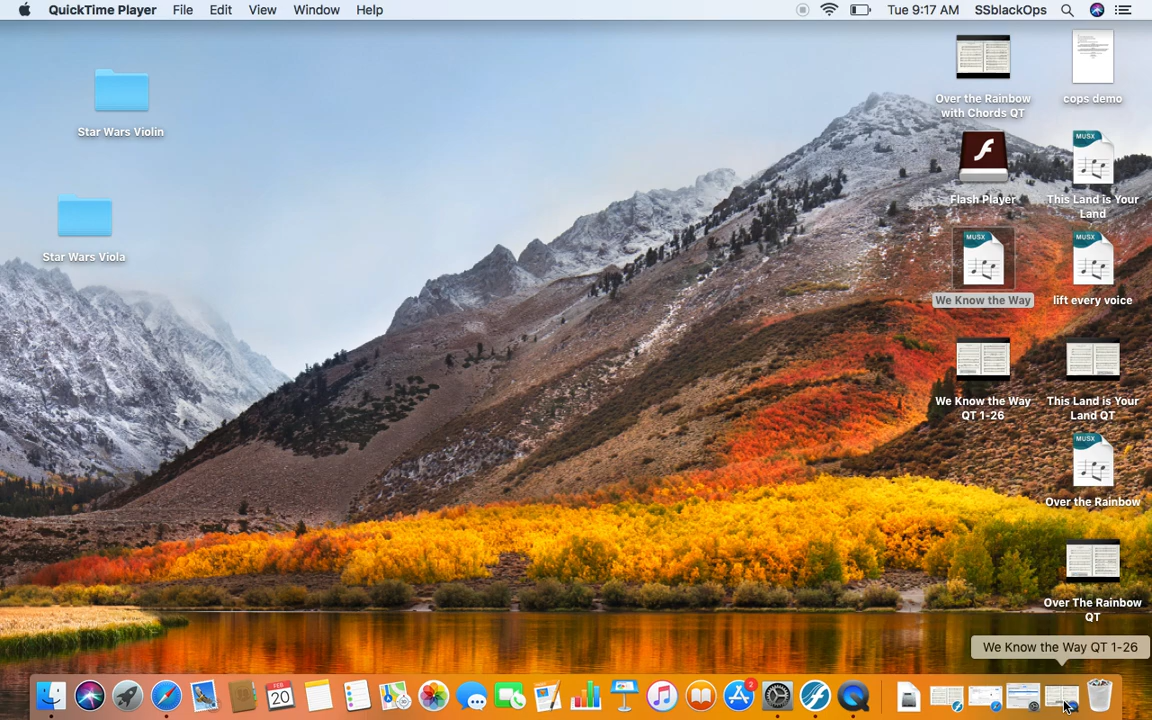 QuickTime Player File Edit View Window Help Tue 9:17 AM SSblackOps
Star Wars Violin
Star Wars Viola
Over the Rainbow
with Chords QT
cops demo
Flash Player
MUSX
This Land is Your
Land
MUSX
We Know the Way
MUSX
lift every voice
We Know the Way
QT 1-26
This Land is Your
Land QT
MUSX
Over the Rainbow
Over The Rainbow
QT
We Know the Way QT 1-26
FEB
20
2